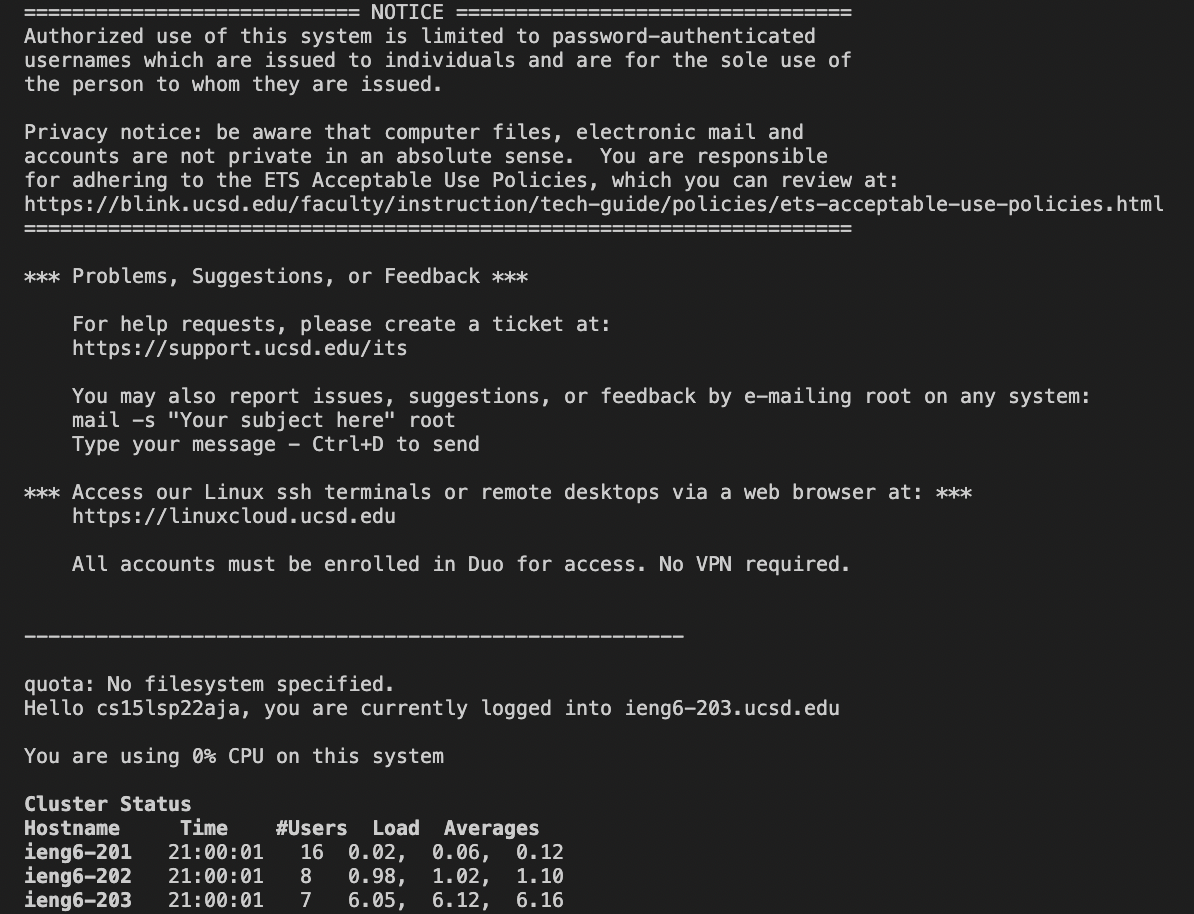 ============================ NOTICE =================================
Authorized use of this system is limited to password-authenticated
usernames which are issued to individuals and are for the sole use of
the person to whom they are issued.

Privacy notice: be aware that computer files, electronic mail and
accounts are not private in an absolute sense.  You are responsible
for adhering to the ETS Acceptable Use Policies, which you can review at:
https://blink.ucsd.edu/faculty/instruction/tech-guide/policies/ets-acceptable-use-policies.html
=====================================================================

*** Problems, Suggestions, or Feedback ***

    For help requests, please create a ticket at:
    https://support.ucsd.edu/its

    You may also report issues, suggestions, or feedback by e-mailing root on any system:
    mail -s "Your subject here" root
    Type your message - Ctrl+D to send

*** Access our Linux ssh terminals or remote desktops via a web browser at: ***
    https://linuxcloud.ucsd.edu

    All accounts must be enrolled in Duo for access. No VPN required.


-------------------------------------------------------

quota: No filesystem specified.
Hello cs15lsp22aja, you are currently logged into ieng6-203.ucsd.edu

You are using 0% CPU on this system

Cluster Status
Hostname     Time    #Users  Load  Averages
ieng6-201   21:00:01   16  0.02,  0.06,  0.12
ieng6-202   21:00:01   8   0.98,  1.02,  1.10
ieng6-203   21:00:01   7   6.05,  6.12,  6.16